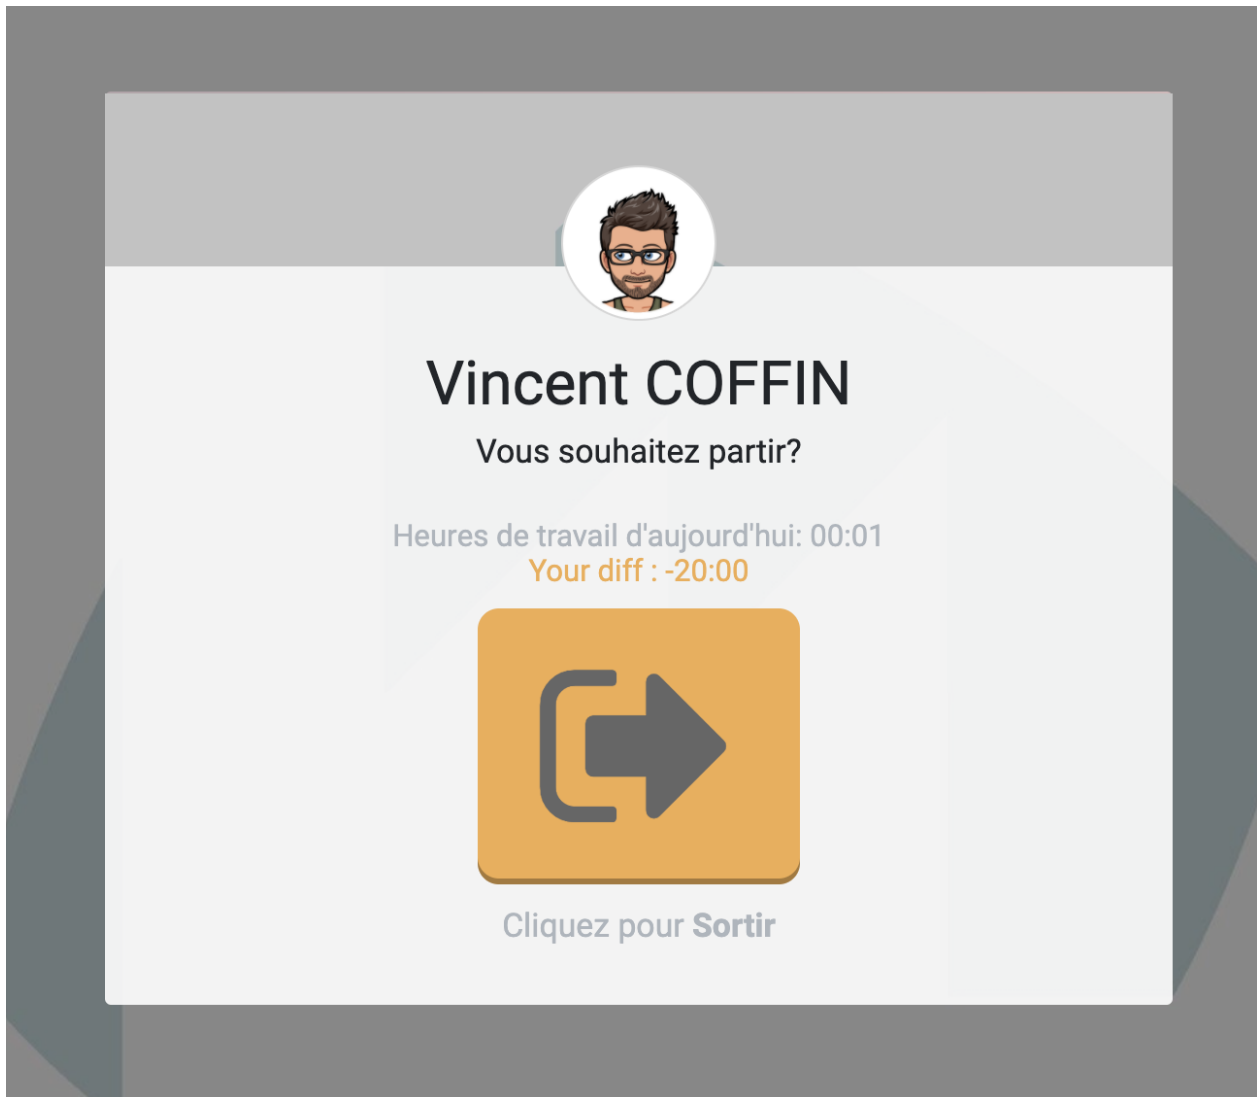 Vincent COFFIN
Vous souhaitez partir?
Heures de travail d'aujourd'hui: 00:01
Your diff : -20:00
Cliquez pour Sortir